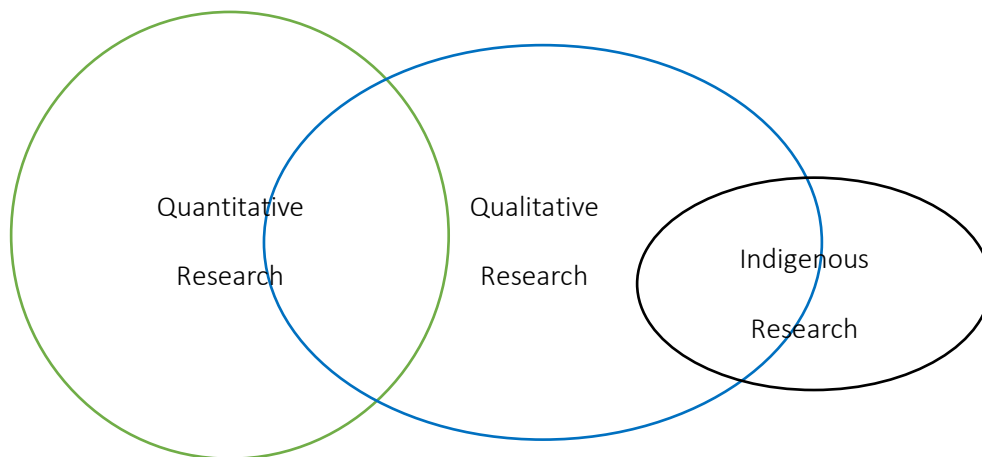 Quantitative
Research
Qualitative
Research
Indigenous
Research